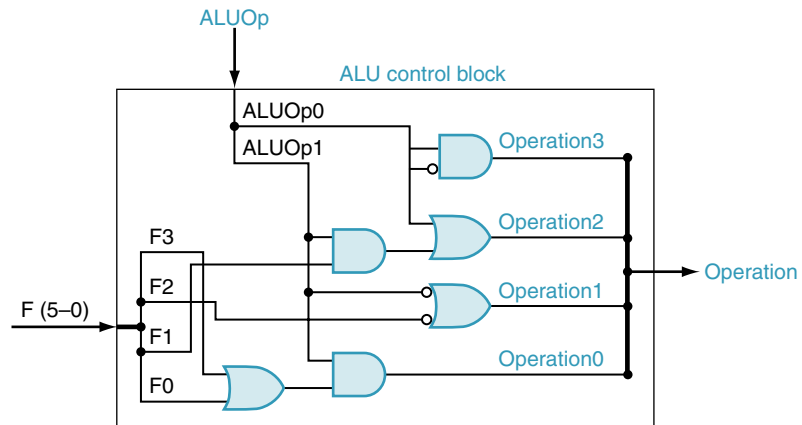 ALUOp
ALU control block
ALUOp0
ALUOp1
Operation3
Operation2
F3
F2
Operation
F (5–0)
Operation1
F1
F0
Operation0